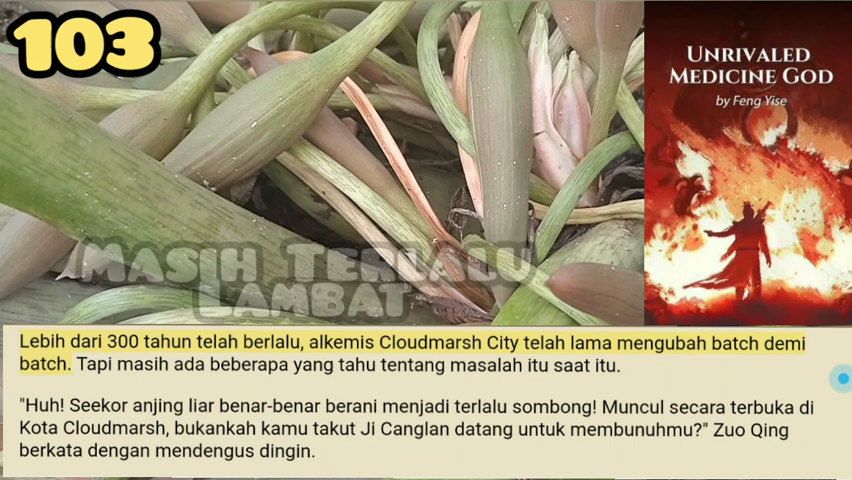 103
UNRIVALED
MEDICINE GOD
by Feng Yise
MASIH TERLALU
LAMBAT
Lebih dari 300 tahun telah berlalu, alkemis Cloudmarsh City telah lama mengubah batch demi
batch. Tapi masih ada beberapa yang tahu tentang masalah itu saat itu.
"Huh! Seekor anjing liar benar-benar berani menjadi terlalu sombong! Muncul secara terbuka di
Kota Cloudmarsh, bukankah kamu takut Ji Canglan datang untuk membunuhmu?" Zuo Qing
berkata dengan mendengus dingin.